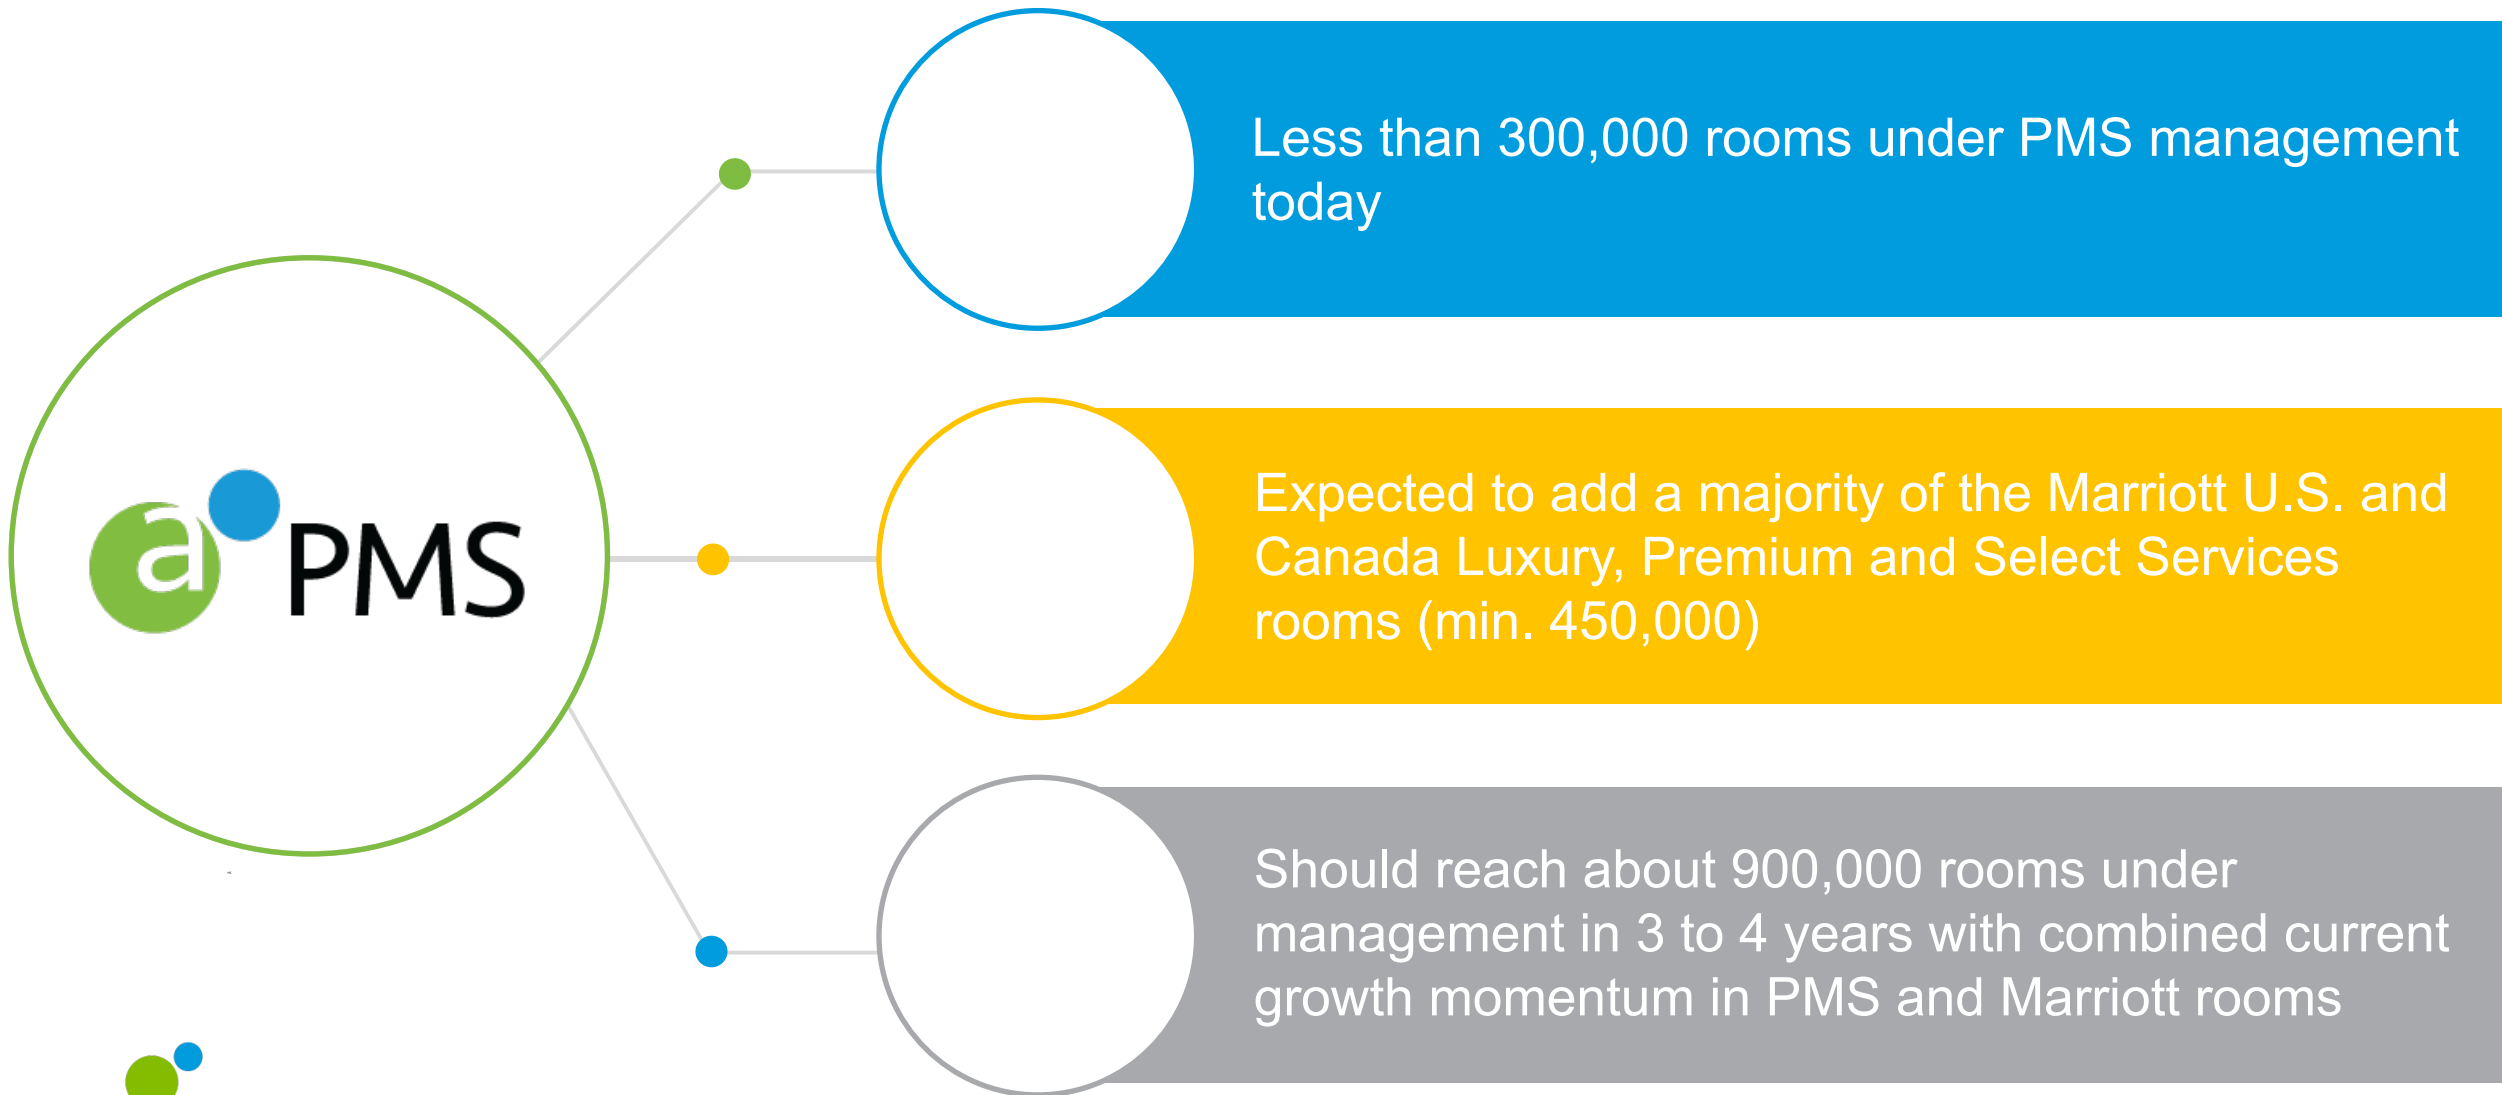 Less than 300,000 rooms under PMS management
today
a PMS
Expected to add a majority of the Marriott U.S. and
Canada Luxury, Premium and Select Services
rooms (min. 450,000)
Should reach about 900,000 rooms under
management in 3 to 4 years with combined current
growth momentum in PMS and Marriott rooms